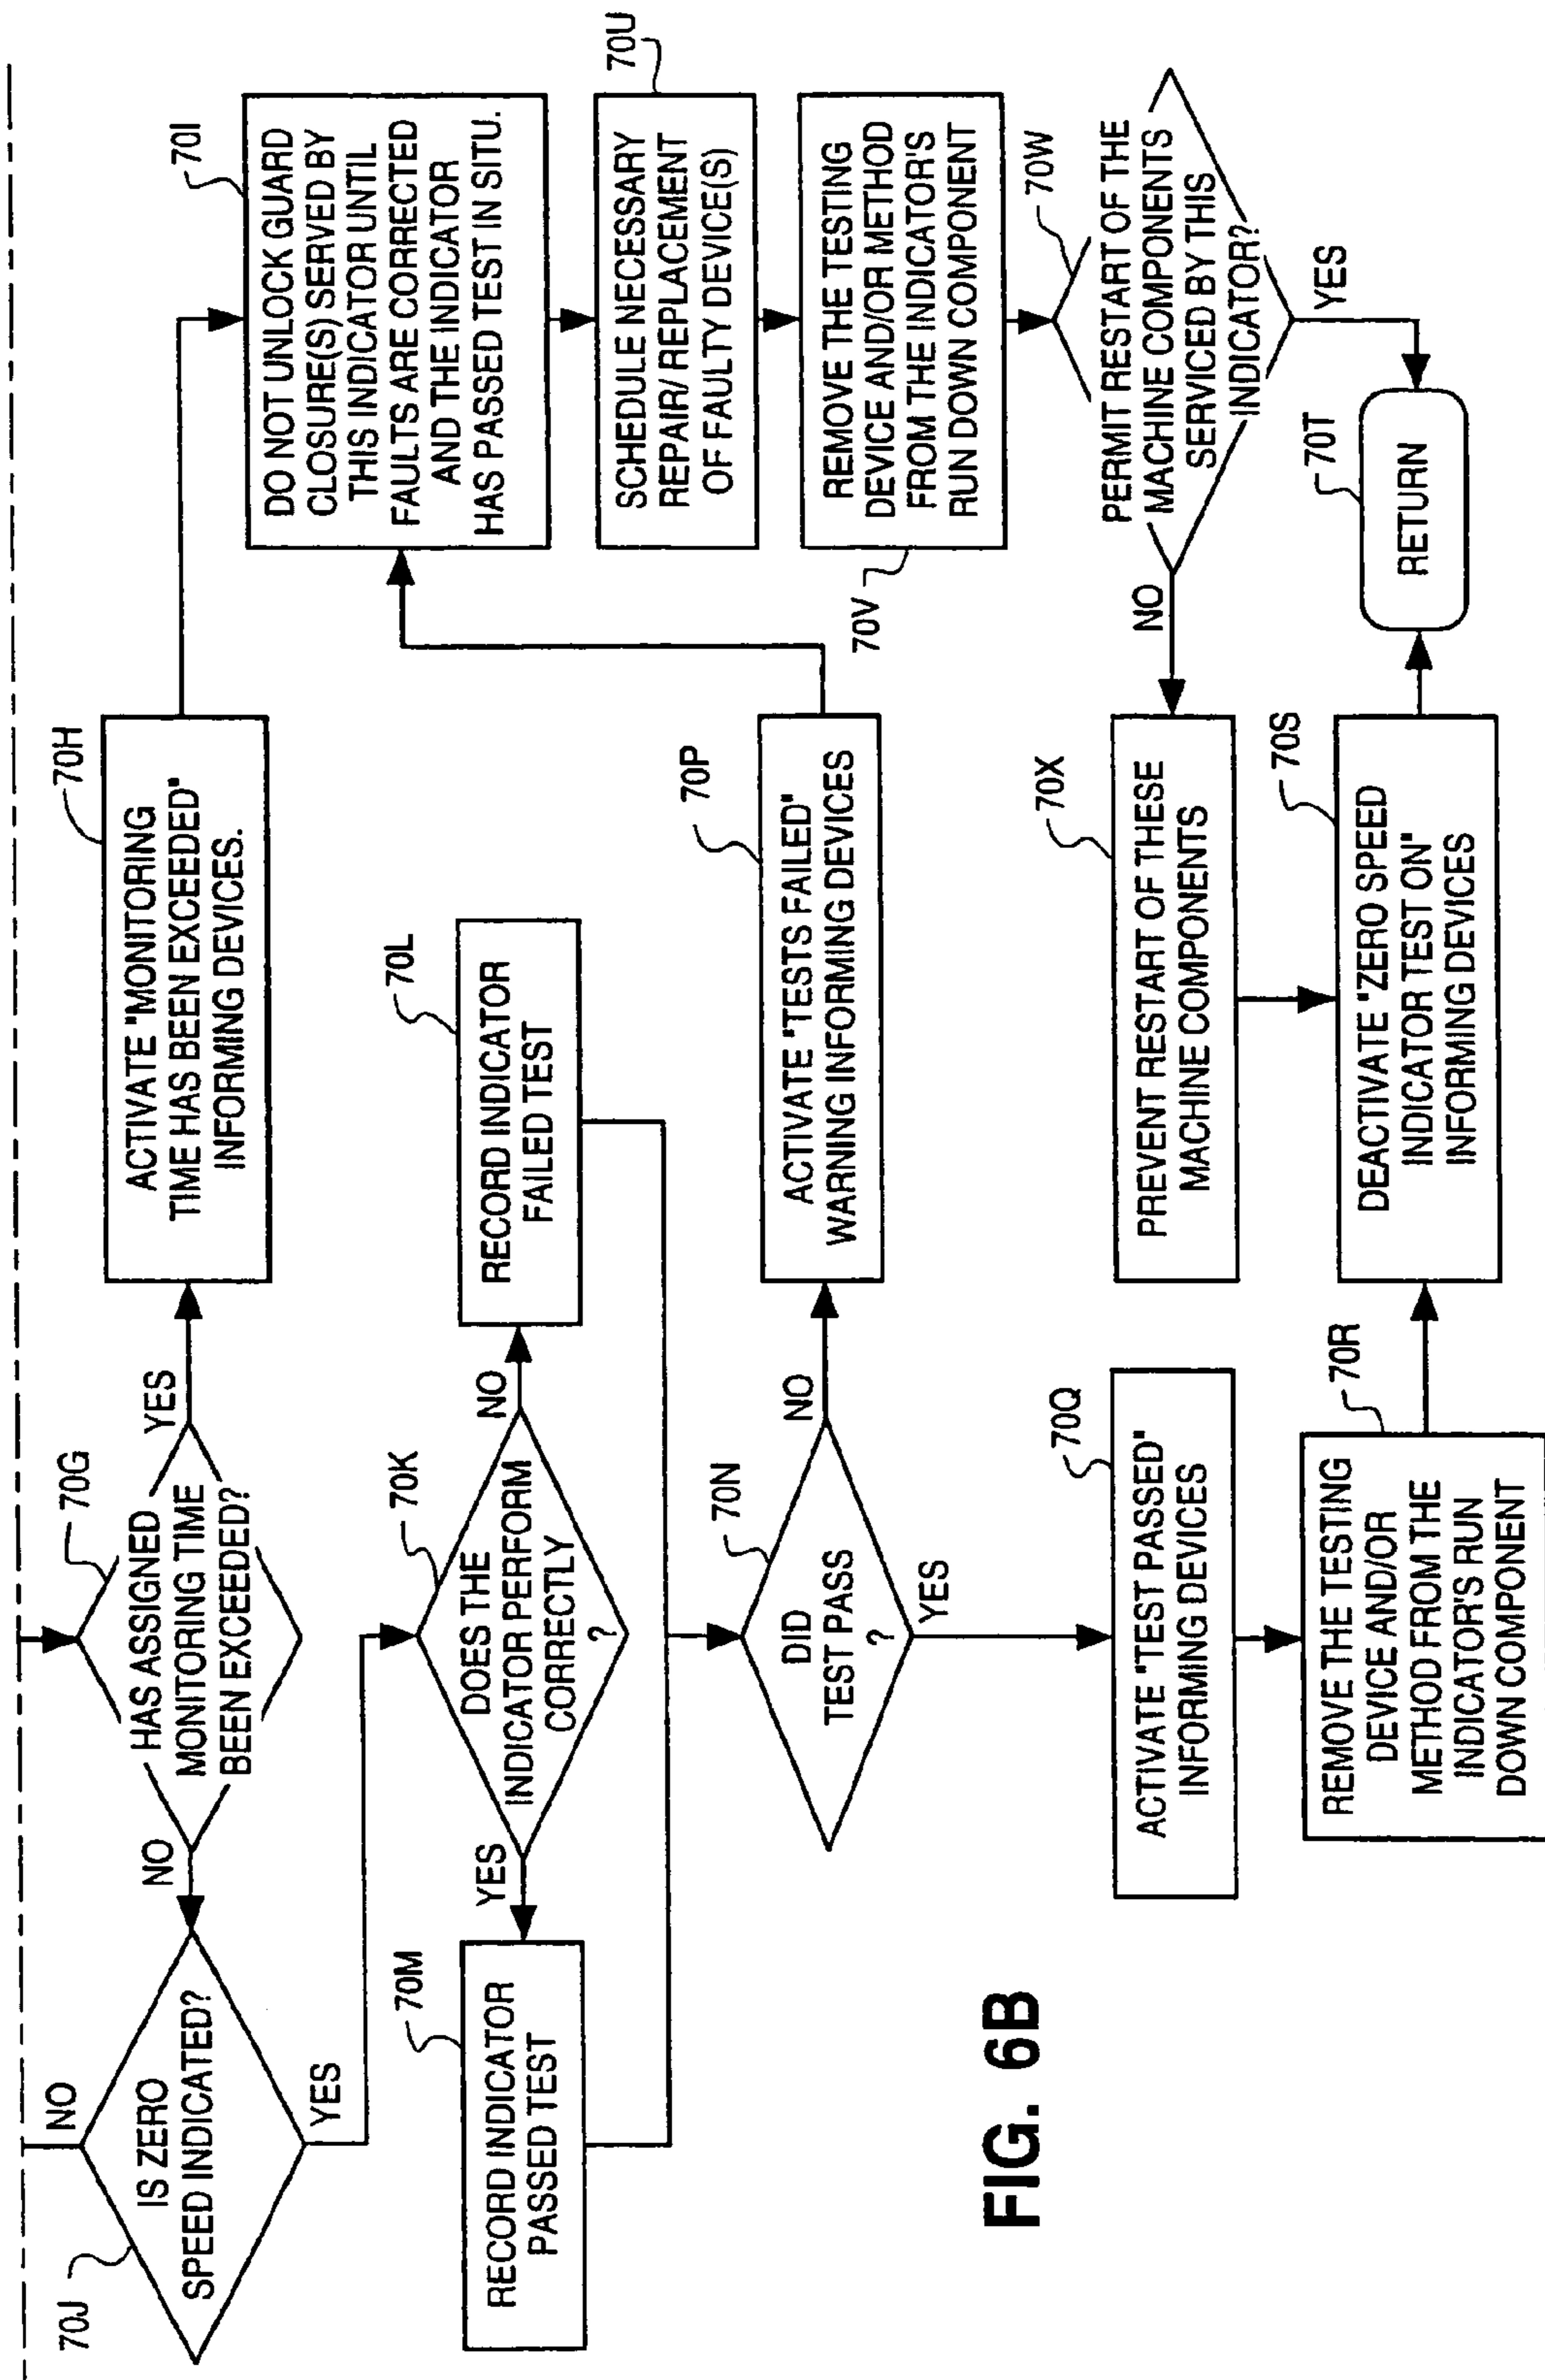 70G
HAS ASSIGNED
MONITORING TIME
BEEN EXCEEDED?
YES
NO
70H
ACTIVATE "MONITORING
TIME HAS BEEN EXCEEDED"
INFORMING DEVICES.
70I
DO NOT UNLOCK GUARD
CLOSURE(S) SERVED BY
THIS INDICATOR UNTIL
FAULTS ARE CORRECTED
AND THE INDICATOR
HAS PASSED TEST IN SITU.
70J
NO
IS ZERO
SPEED INDICATED?
YES
70K
DOES THE
INDICATOR PERFORM
CORRECTLY
?
YES
NO
70L
RECORD INDICATOR
FAILED TEST
70M
RECORD INDICATOR
PASSED TEST
70U
SCHEDULE NECESSARY
REPAIR/ REPLACEMENT
OF FAULTY DEVICE(S)
70N
DID
TEST PASS
?
NO
YES
70P
ACTIVATE "TESTS FAILED"
WARNING INFORMING DEVICES
70V
REMOVE THE TESTING
DEVICE AND/OR METHOD
FROM THE INDICATOR'S
RUN DOWN COMPONENT
70W
PERMIT RESTART OF THE
MACHINE COMPONENTS
SERVICED BY THIS
INDICATOR?
NO
YES
70Q
ACTIVATE "TEST PASSED"
INFORMING DEVICES
70X
PREVENT RESTART OF THESE
MACHINE COMPONENTS
70R
REMOVE THE TESTING
DEVICE AND/OR
METHOD FROM THE
INDICATOR'S RUN
DOWN COMPONENT
70S
DEACTIVATE "ZERO SPEED
INDICATOR TEST ON"
INFORMING DEVICES
70T
RETURN
FIG. 6B